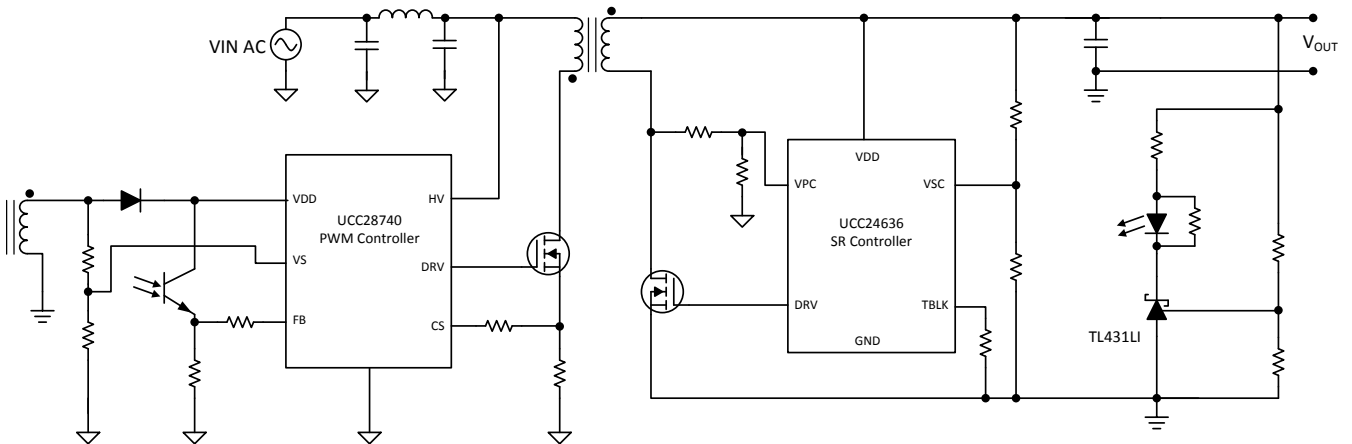 VIN AC
VOUT
VDD
HV
UCC28740
PWM Controller
VS
DRV
FB
CS
VDD
VPC
VSC
UCC24636
SR Controller
DRV
TBLK
GND
TL431LI